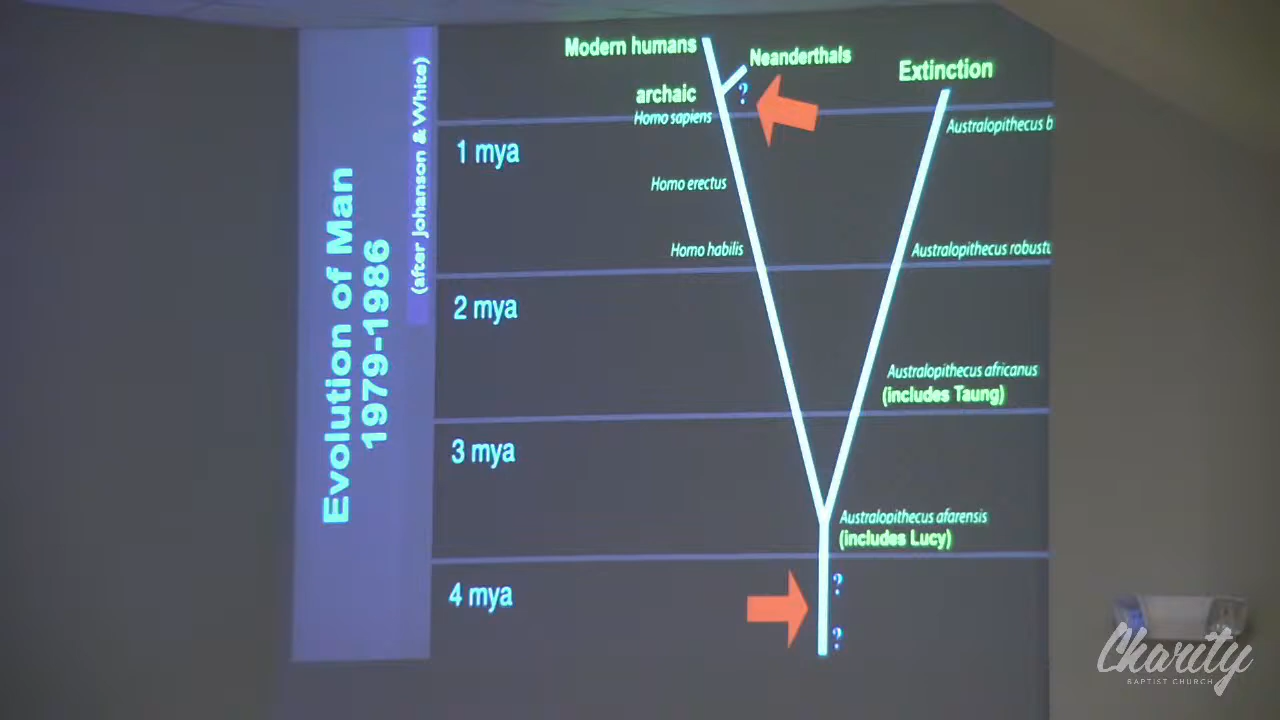 Evolution of Man
1979-1986
(after Johanson & White)
Modern humans
Neanderthals
Extinction
archaic
?
Homo sapiens
Australopithecus b
1 mya
Homo erectus
Homo habilis
Australopithecus robustu
2 mya
Australopithecus africanus
(includes Taung)
3 mya
Australopithecus afarensis
(includes Lucy)
4 mya
?
?
Charity
BAPTIST CHURCH